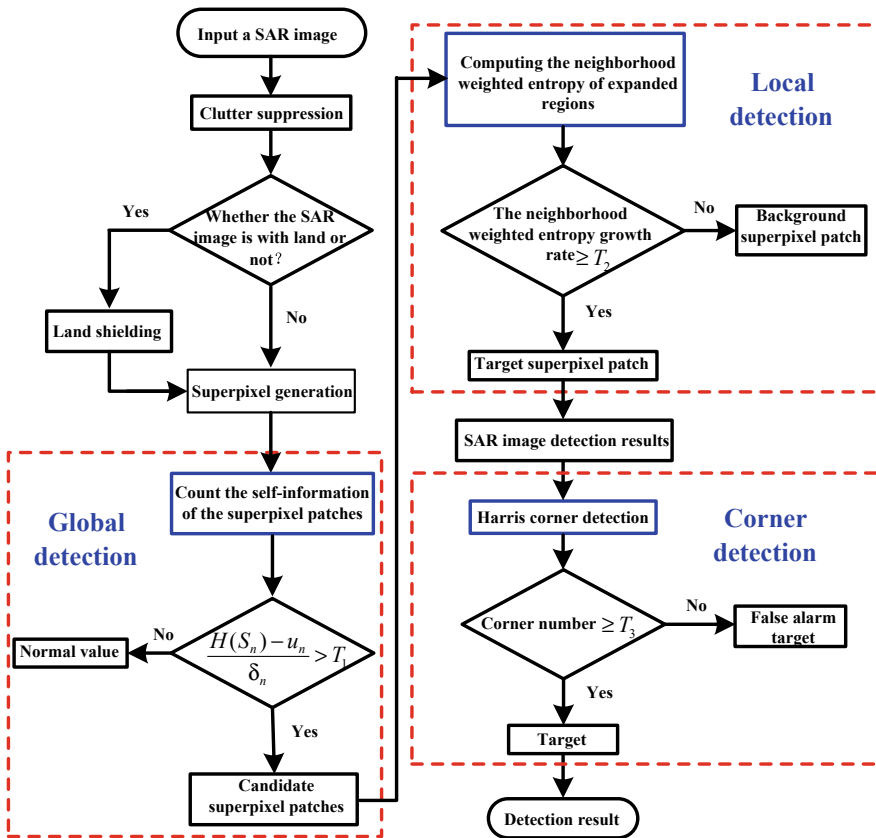 Input a SAR image
Clutter suppression
Whether the SAR
image is with land or
not?
Yes
No
Land shielding
Superpixel generation
Global
detection
Count the self-information
of the superpixel patches
(H(Sₙ) − uₙ) / δₙ > T₁
No
Normal value
Yes
Candidate
superpixel patches
Local
detection
Computing the neighborhood
weighted entropy of expanded
regions
The neighborhood
weighted entropy growth
rate ≥ T₂
No
Background
superpixel patch
Yes
Target superpixel patch
SAR image detection results
Corner
detection
Harris corner detection
Corner number ≥ T₃
No
False alarm
target
Yes
Target
Detection result